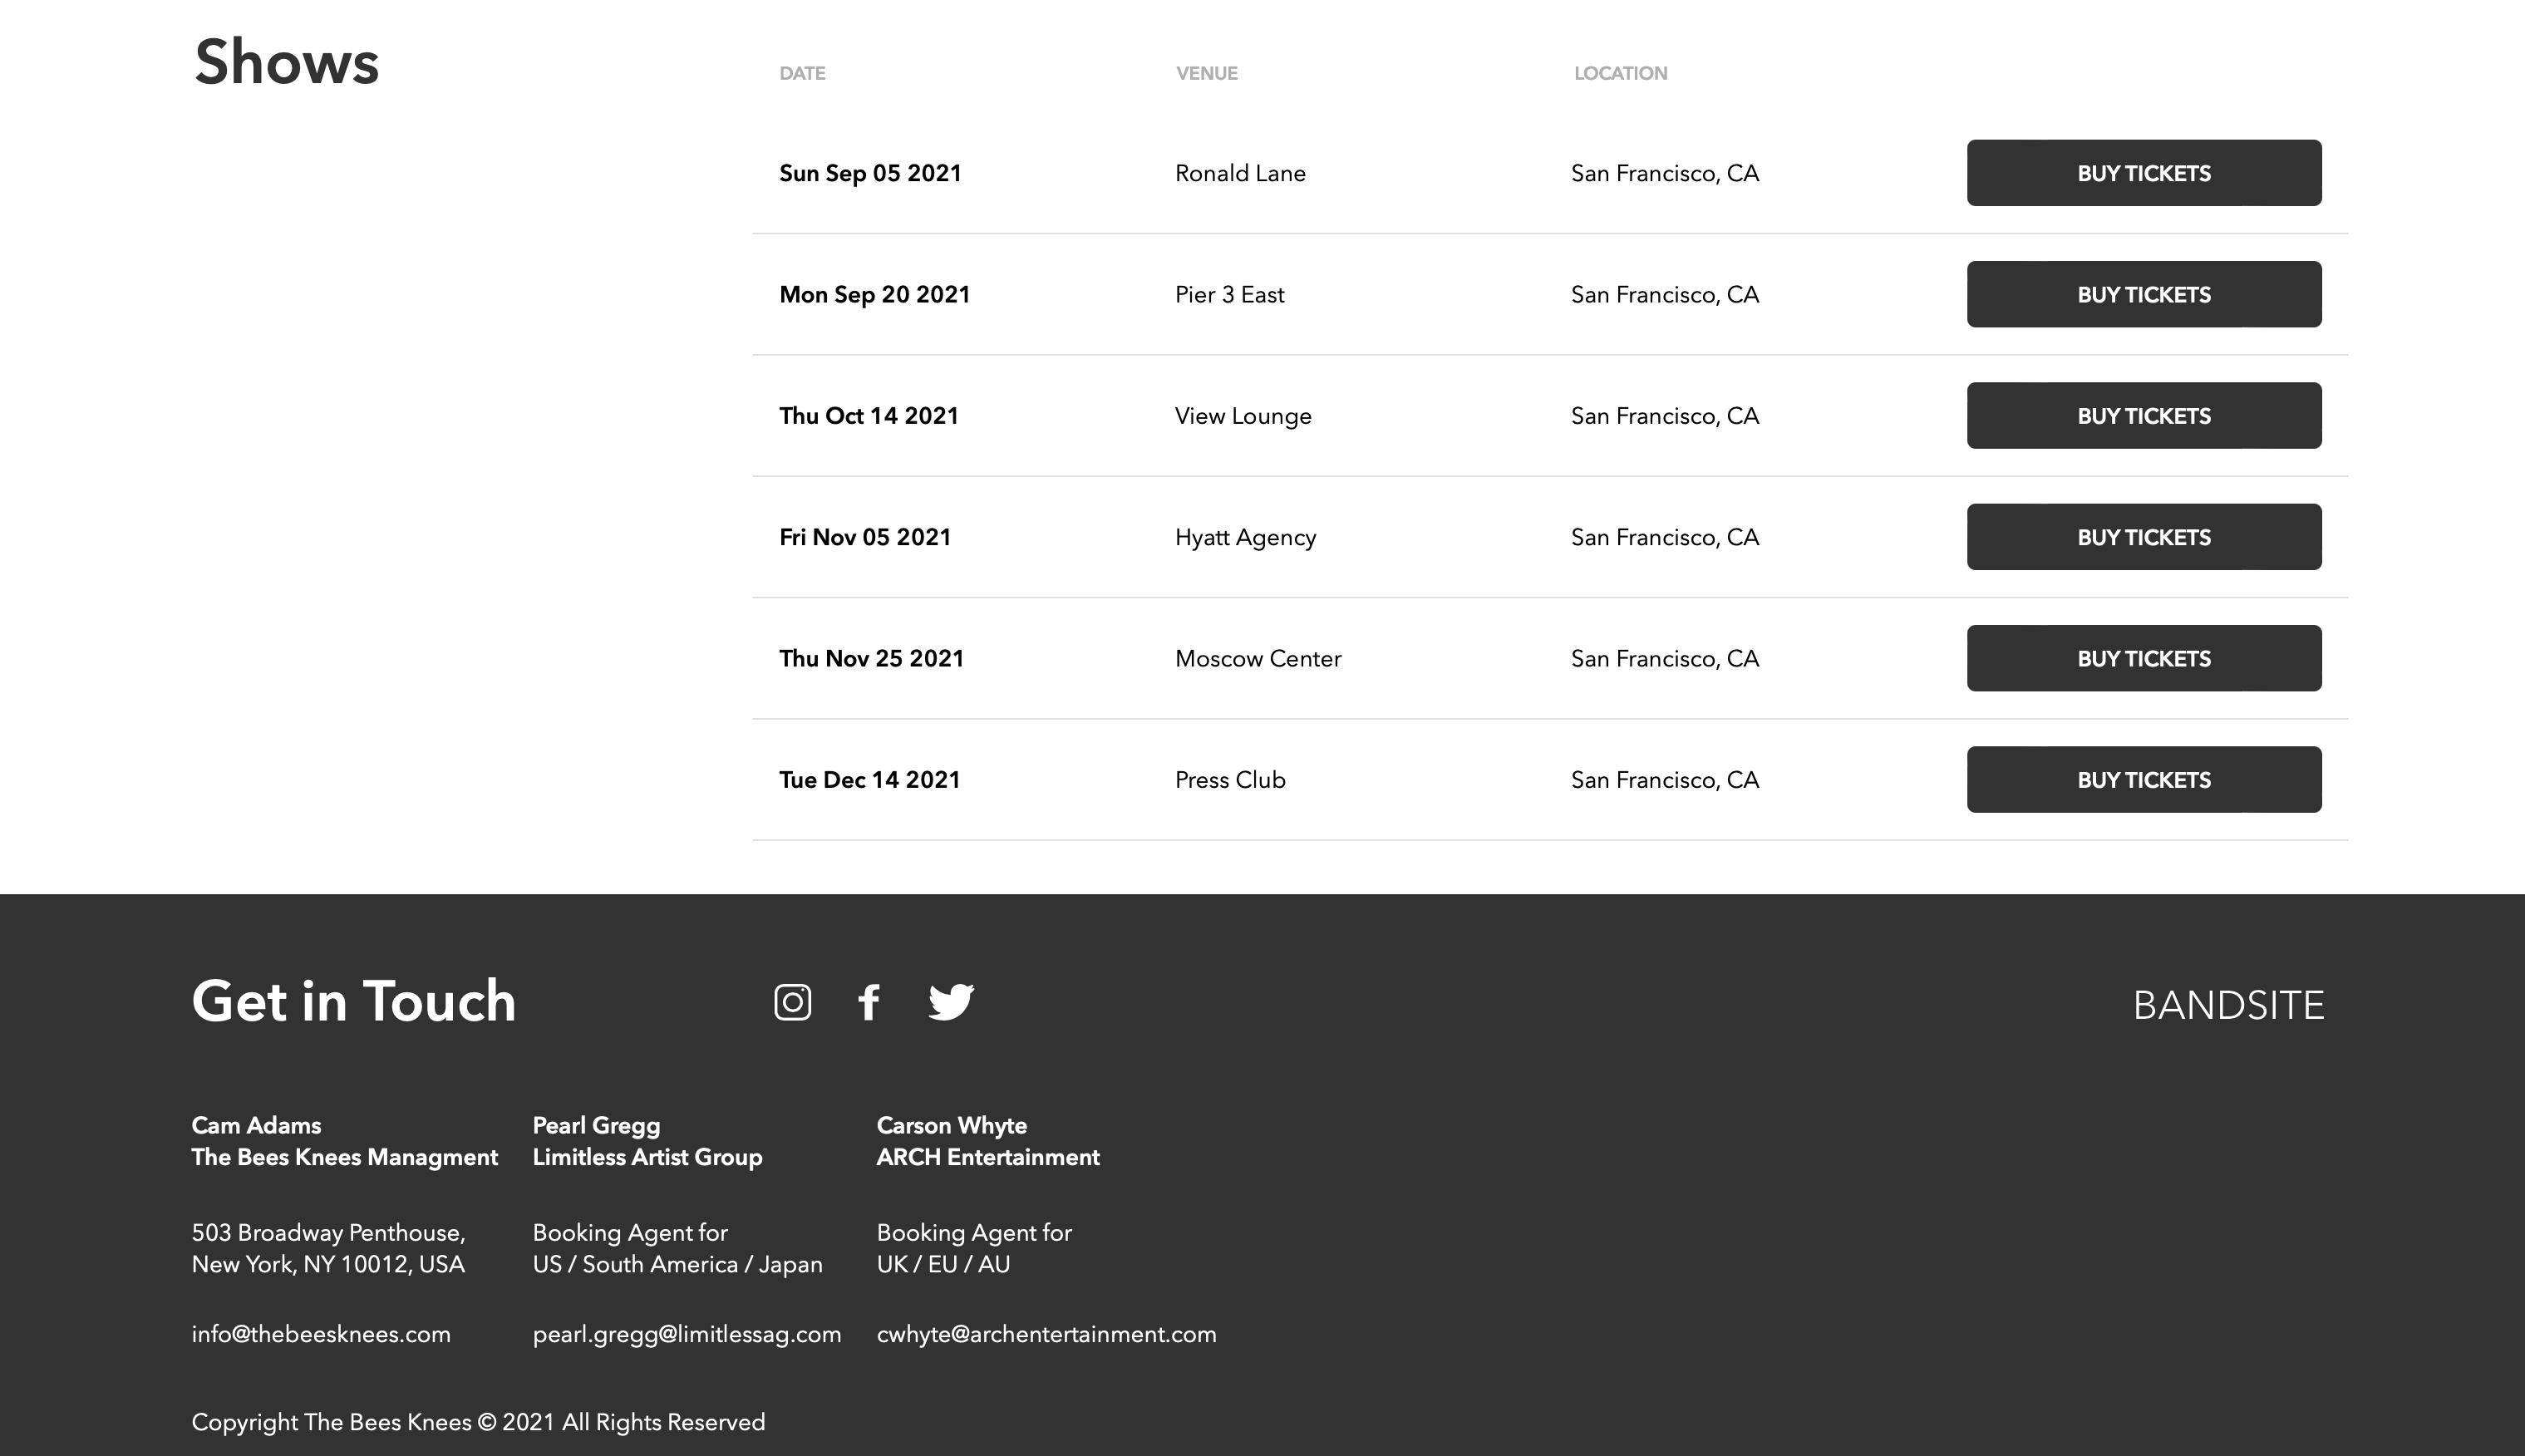 Shows
DATE VENUE LOCATION
Sun Sep 05 2021 Ronald Lane San Francisco, CA BUY TICKETS
Mon Sep 20 2021 Pier 3 East San Francisco, CA BUY TICKETS
Thu Oct 14 2021 View Lounge San Francisco, CA BUY TICKETS
Fri Nov 05 2021 Hyatt Agency San Francisco, CA BUY TICKETS
Thu Nov 25 2021 Moscow Center San Francisco, CA BUY TICKETS
Tue Dec 14 2021 Press Club San Francisco, CA BUY TICKETS
Get in Touch
BANDSITE
Cam Adams
The Bees Knees Managment
503 Broadway Penthouse,
New York, NY 10012, USA
info@thebeesknees.com
Pearl Gregg
Limitless Artist Group
Booking Agent for
US / South America / Japan
pearl.gregg@limitlessag.com
Carson Whyte
ARCH Entertainment
Booking Agent for
UK / EU / AU
cwhyte@archentertainment.com
Copyright The Bees Knees © 2021 All Rights Reserved